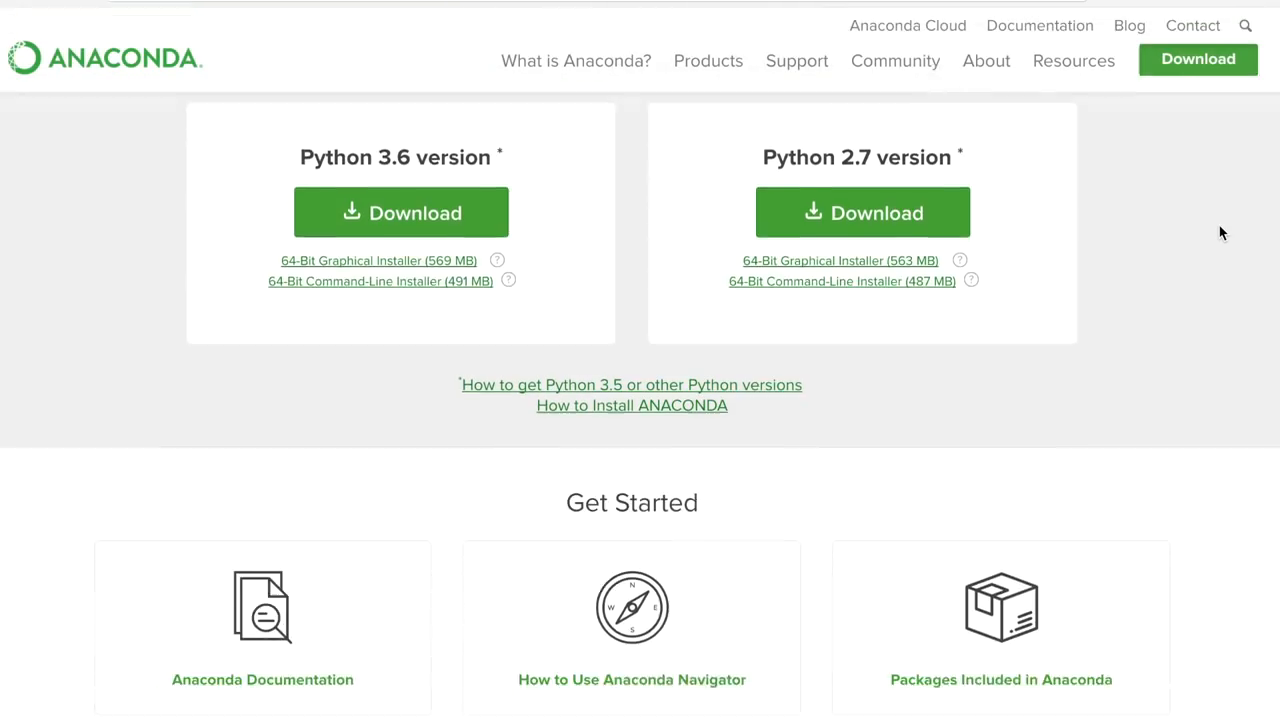 Anaconda Cloud Documentation Blog Contact
ANACONDA.
What is Anaconda? Products Support Community About Resources Download
Python 3.6 version *
Download
64-Bit Graphical Installer (569 MB) ?
64-Bit Command-Line Installer (491 MB) ?
Python 2.7 version *
Download
64-Bit Graphical Installer (563 MB) ?
64-Bit Command-Line Installer (487 MB) ?
*How to get Python 3.5 or other Python versions
How to Install ANACONDA
Get Started
N
W E
S
Anaconda Documentation
How to Use Anaconda Navigator
Packages Included in Anaconda